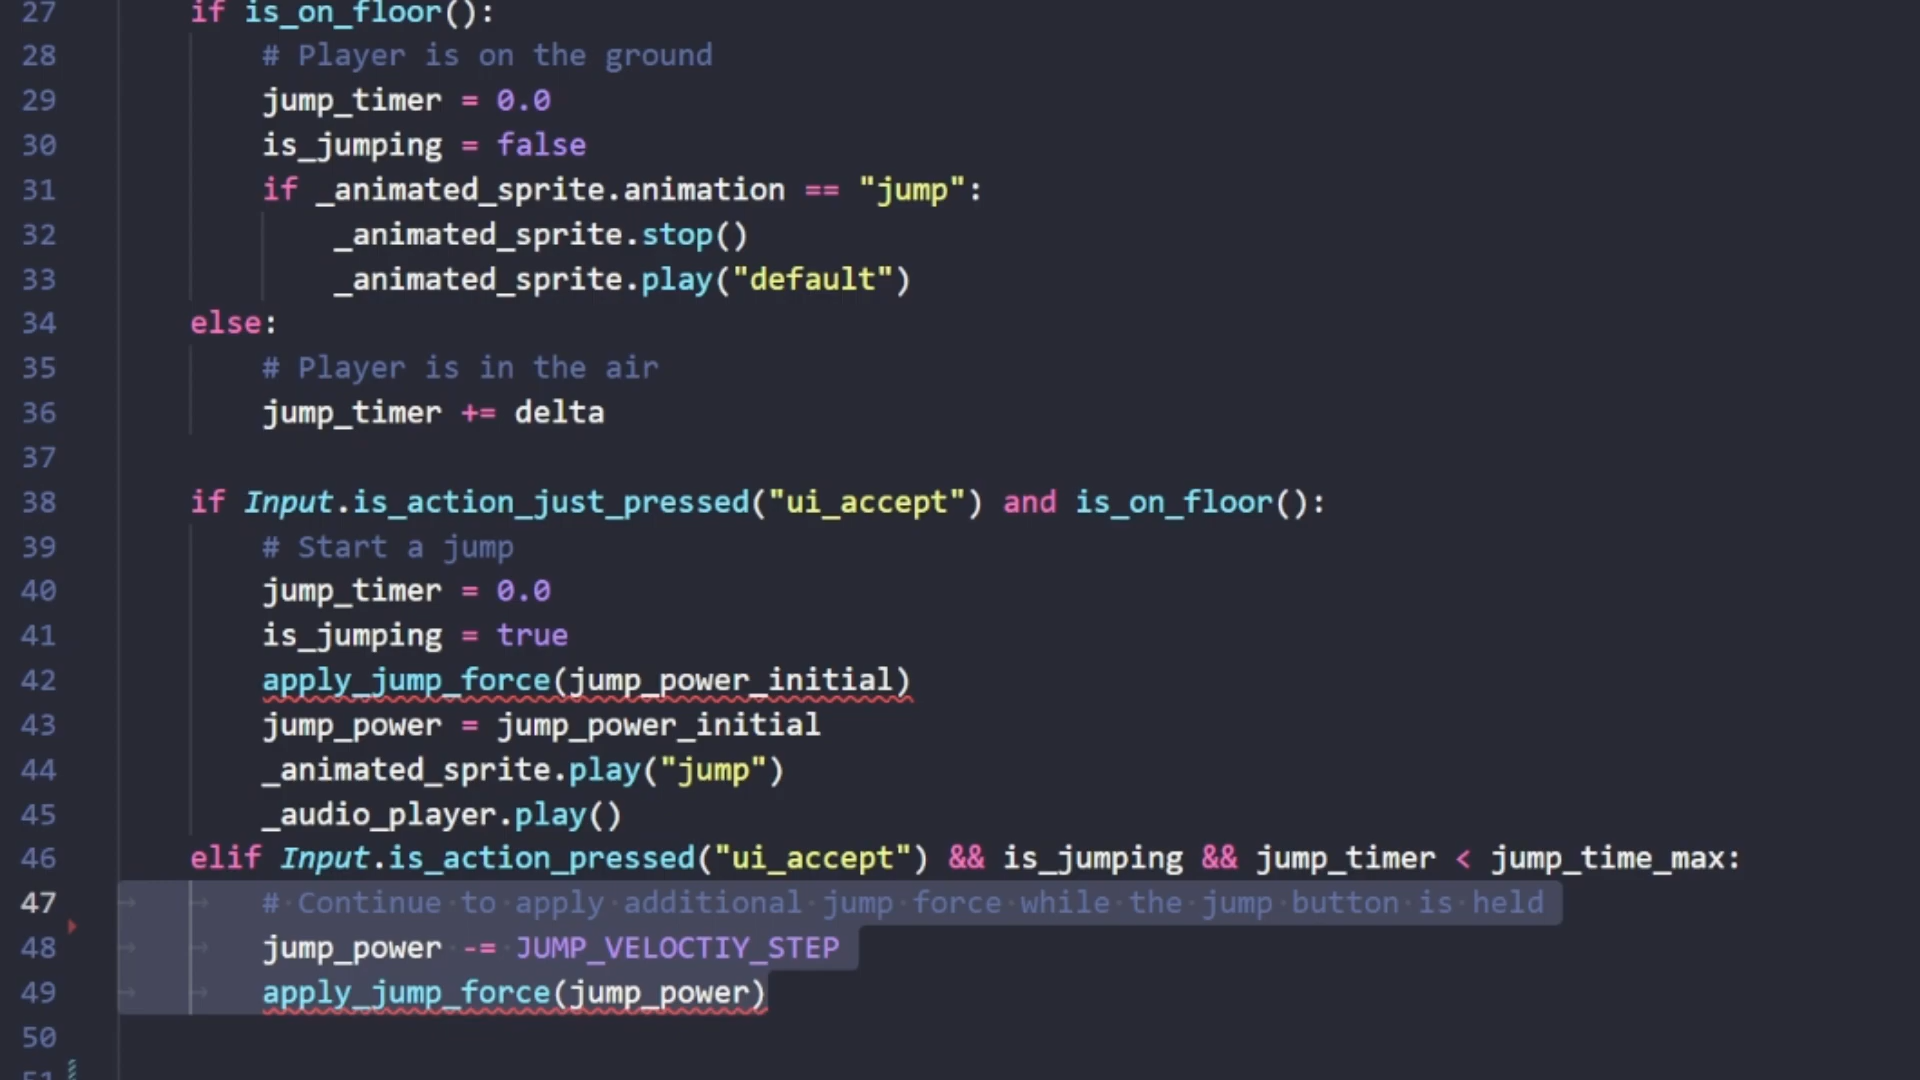 27 if is_on_floor():
28 # Player is on the ground
29 jump_timer = 0.0
30 is_jumping = false
31 if _animated_sprite.animation == "jump":
32 _animated_sprite.stop()
33 _animated_sprite.play("default")
34 else:
35 # Player is in the air
36 jump_timer += delta
37
38 if Input.is_action_just_pressed("ui_accept") and is_on_floor():
39 # Start a jump
40 jump_timer = 0.0
41 is_jumping = true
42 apply_jump_force(jump_power_initial)
43 jump_power = jump_power_initial
44 _animated_sprite.play("jump")
45 _audio_player.play()
46 elif Input.is_action_pressed("ui_accept") && is_jumping && jump_timer < jump_time_max:
47 # Continue to apply additional jump force while the jump button is held
48 jump_power -= JUMP_VELOCTIY_STEP
49 apply_jump_force(jump_power)
50
51